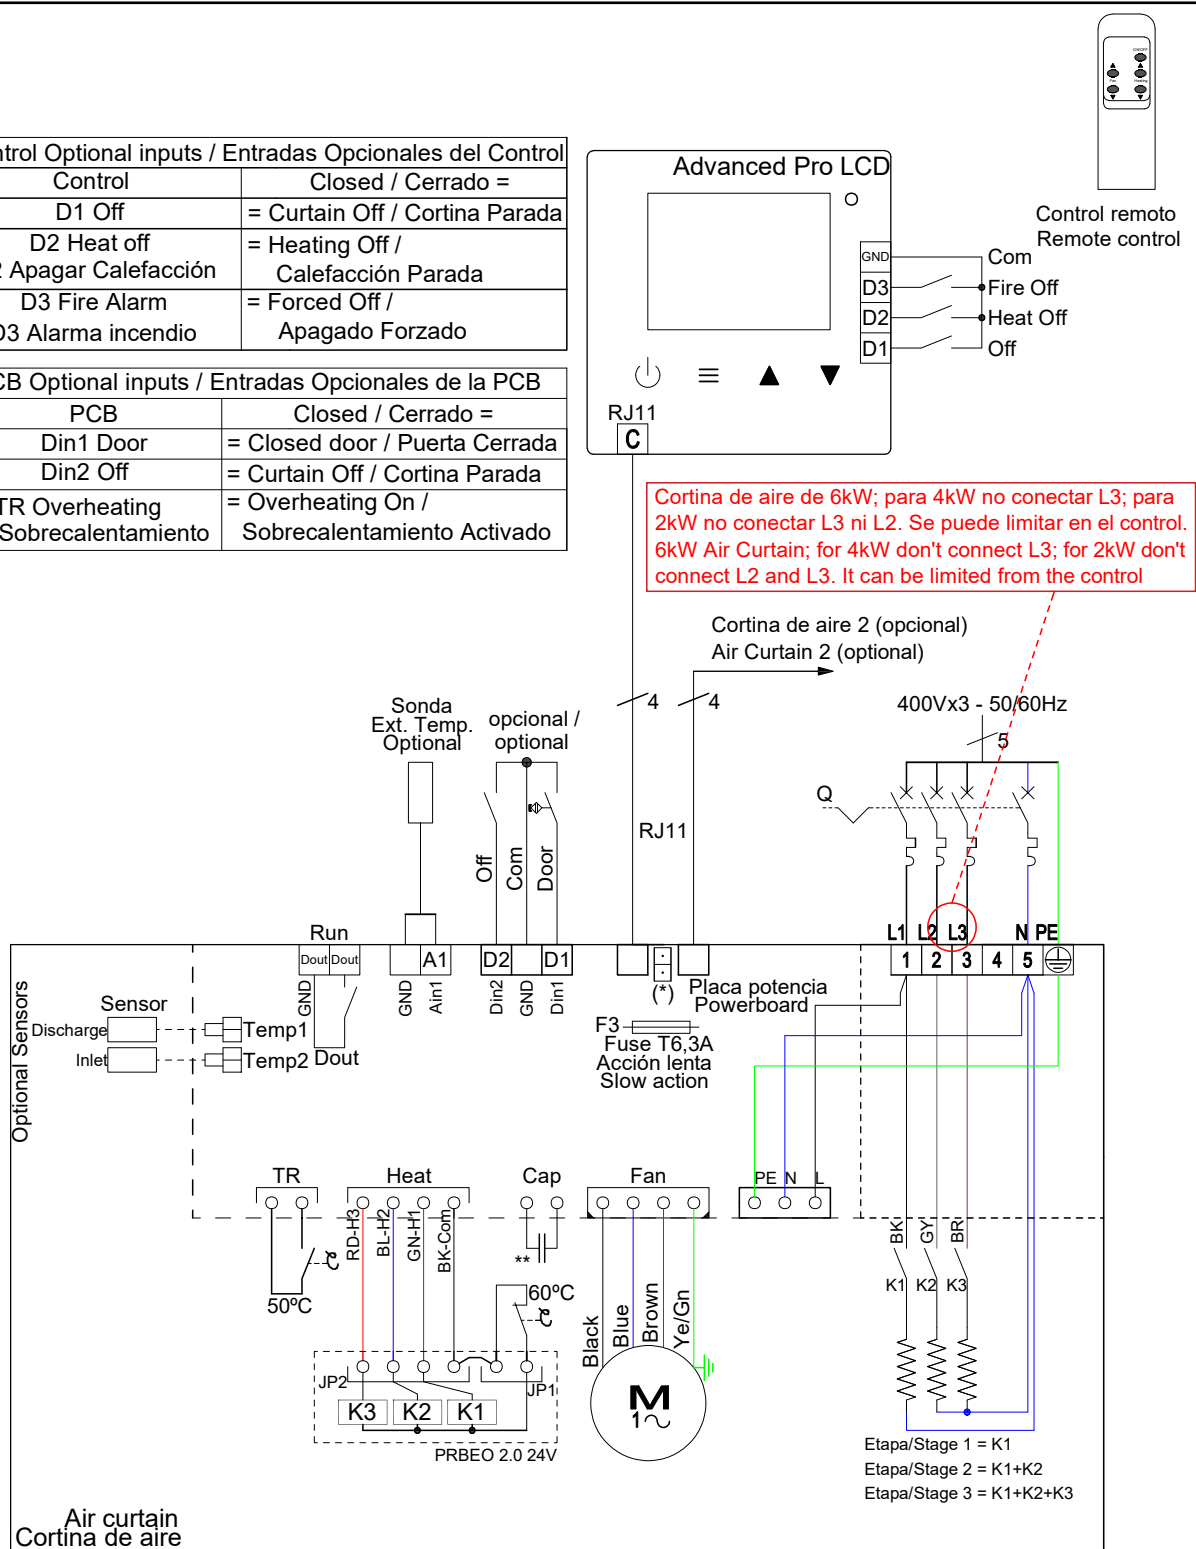 ON/OFF
Fan
Heating
Control remoto
Remote control
ntrol Optional inputs / Entradas Opcionales del Control
Control
Closed / Cerrado =
D1 Off
= Curtain Off / Cortina Parada
D2 Heat off
2 Apagar Calefacción
= Heating Off /
Calefacción Parada
D3 Fire Alarm
D3 Alarma incendio
= Forced Off /
Apagado Forzado
CB Optional inputs / Entradas Opcionales de la PCB
PCB
Closed / Cerrado =
Din1 Door
= Closed door / Puerta Cerrada
Din2 Off
= Curtain Off / Cortina Parada
TR Overheating
Sobrecalentamiento
= Overheating On /
Sobrecalentamiento Activado
Advanced Pro LCD
GND
D3
D2
D1
Com
Fire Off
Heat Off
Off
RJ11
C
Cortina de aire de 6kW; para 4kW no conectar L3; para
2kW no conectar L3 ni L2. Se puede limitar en el control.
6kW Air Curtain; for 4kW don't connect L3; for 2kW don't
connect L2 and L3. It can be limited from the control
Cortina de aire 2 (opcional)
Air Curtain 2 (optional)
4
4
400Vx3 - 50/60Hz
5
Sonda
Ext. Temp.
Optional
opcional /
optional
Off
Com
Door
RJ11
Q
L1 L2 L3 N PE
1 2 3 4 5
Run
Dout Dout
GND
Dout
A1
GND
Ain1
D2 D1
Din2
GND
Din1
(*)
Placa potencia
Powerboard
F3
Fuse T6,3A
Acción lenta
Slow action
Optional Sensors
Sensor
Discharge
Temp1
Inlet
Temp2
TR
Heat
Cap
Fan
PE N L
RD-H3
BL-H2
GN-H1
BK-Com
**
50ºC
60ºC
JP2
JP1
K3 K2 K1
PRBEO 2.0 24V
Black
Blue
Brown
Ye/Gn
M
1
BK
GY
BR
K1 K2 K3
Etapa/Stage 1 = K1
Etapa/Stage 2 = K1+K2
Etapa/Stage 3 = K1+K2+K3
Air curtain
Cortina de aire